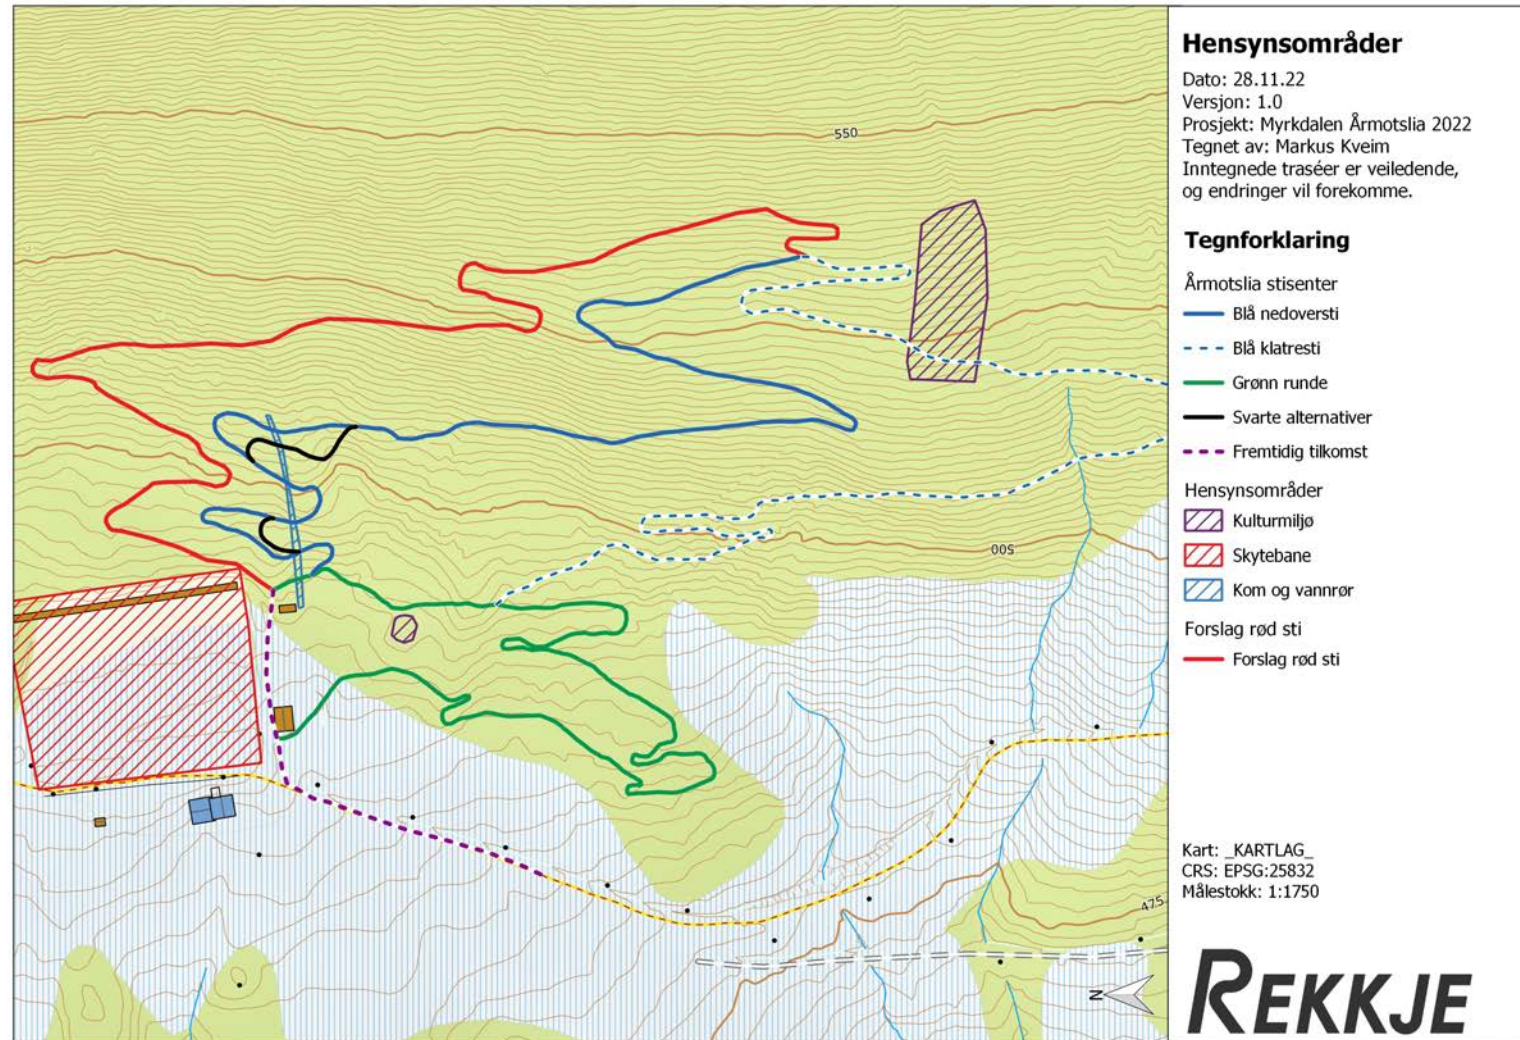 Hensynsområder
Dato: 28.11.22
Versjon: 1.0
Prosjekt: Myrkdalen Årmotslia 2022
Tegnet av: Markus Kveim
Inntegnede traséer er veiledende,
og endringer vil forekomme.
Tegnforklaring
Årmotslia stisenter
Blå nedoversti
Blå klatresti
Grønn runde
Svarte alternativer
Fremtidig tilkomst
Hensynsområder
Kulturmiljø
Skytebane
Kom og vannrør
Forslag rød sti
Forslag rød sti
Kart: _KARTLAG_
CRS: EPSG:25832
Målestokk: 1:1750
REKKJE
550
500
475
N